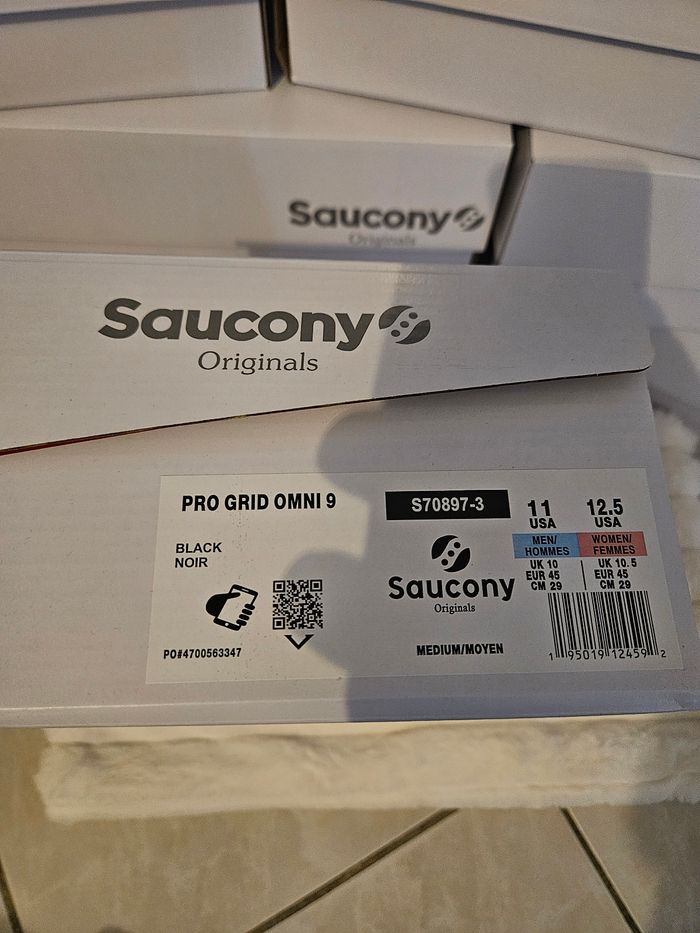 Saucony
Originals
Saucony
Originals
PRO GRID OMNI 9
S70897-3
11 12.5
USA USA
BLACK
NOIR
MEN/ WOMEN/
HOMMES FEMMES
UK 10 UK 10.5
EUR 45 EUR 45
CM 29 CM 29
Saucony
Originals
PO#4700563347
MEDIUM/MOYEN
1 95019 12459 2